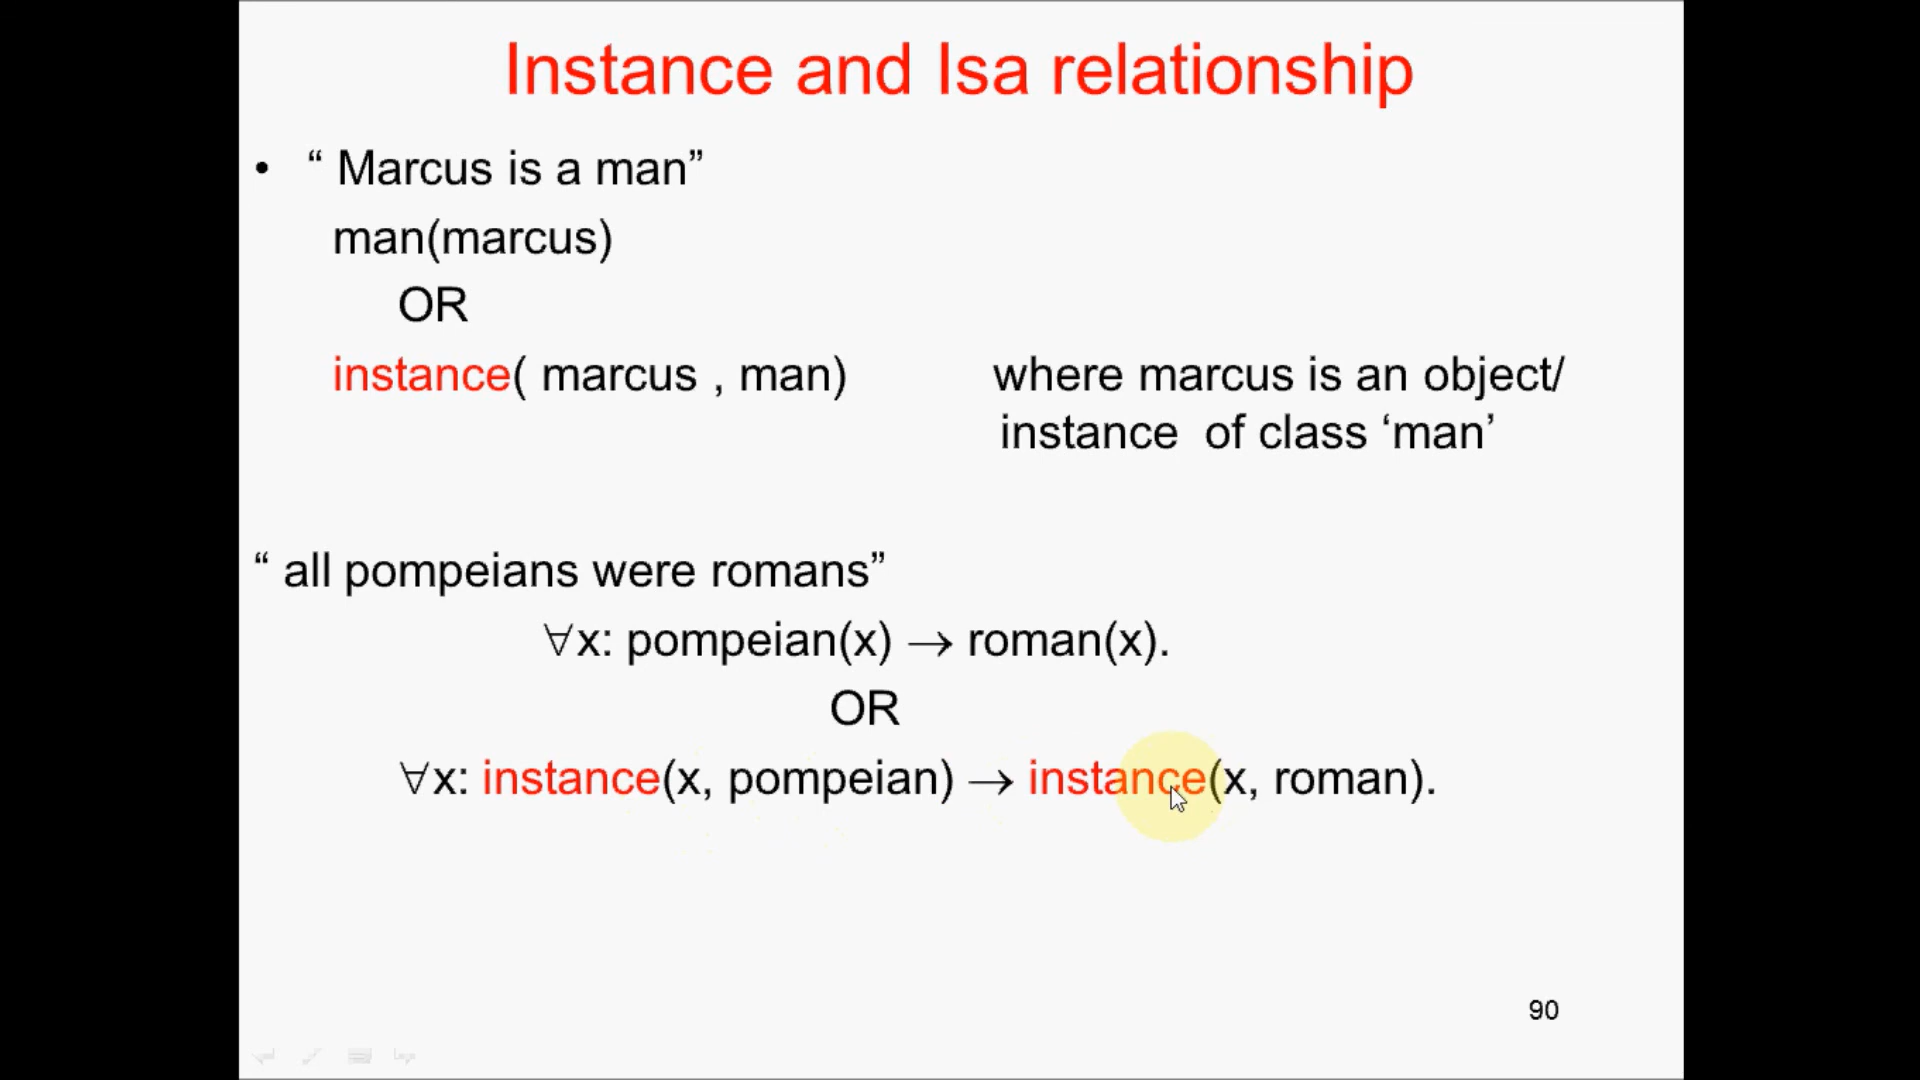 Instance and Isa relationship
• “ Marcus is a man”
man(marcus)
OR
instance( marcus , man) where marcus is an object/
instance of class ‘man’
“ all pompeians were romans”
∀x: pompeian(x) → roman(x).
OR
∀x: instance(x, pompeian) → instance(x, roman).
90